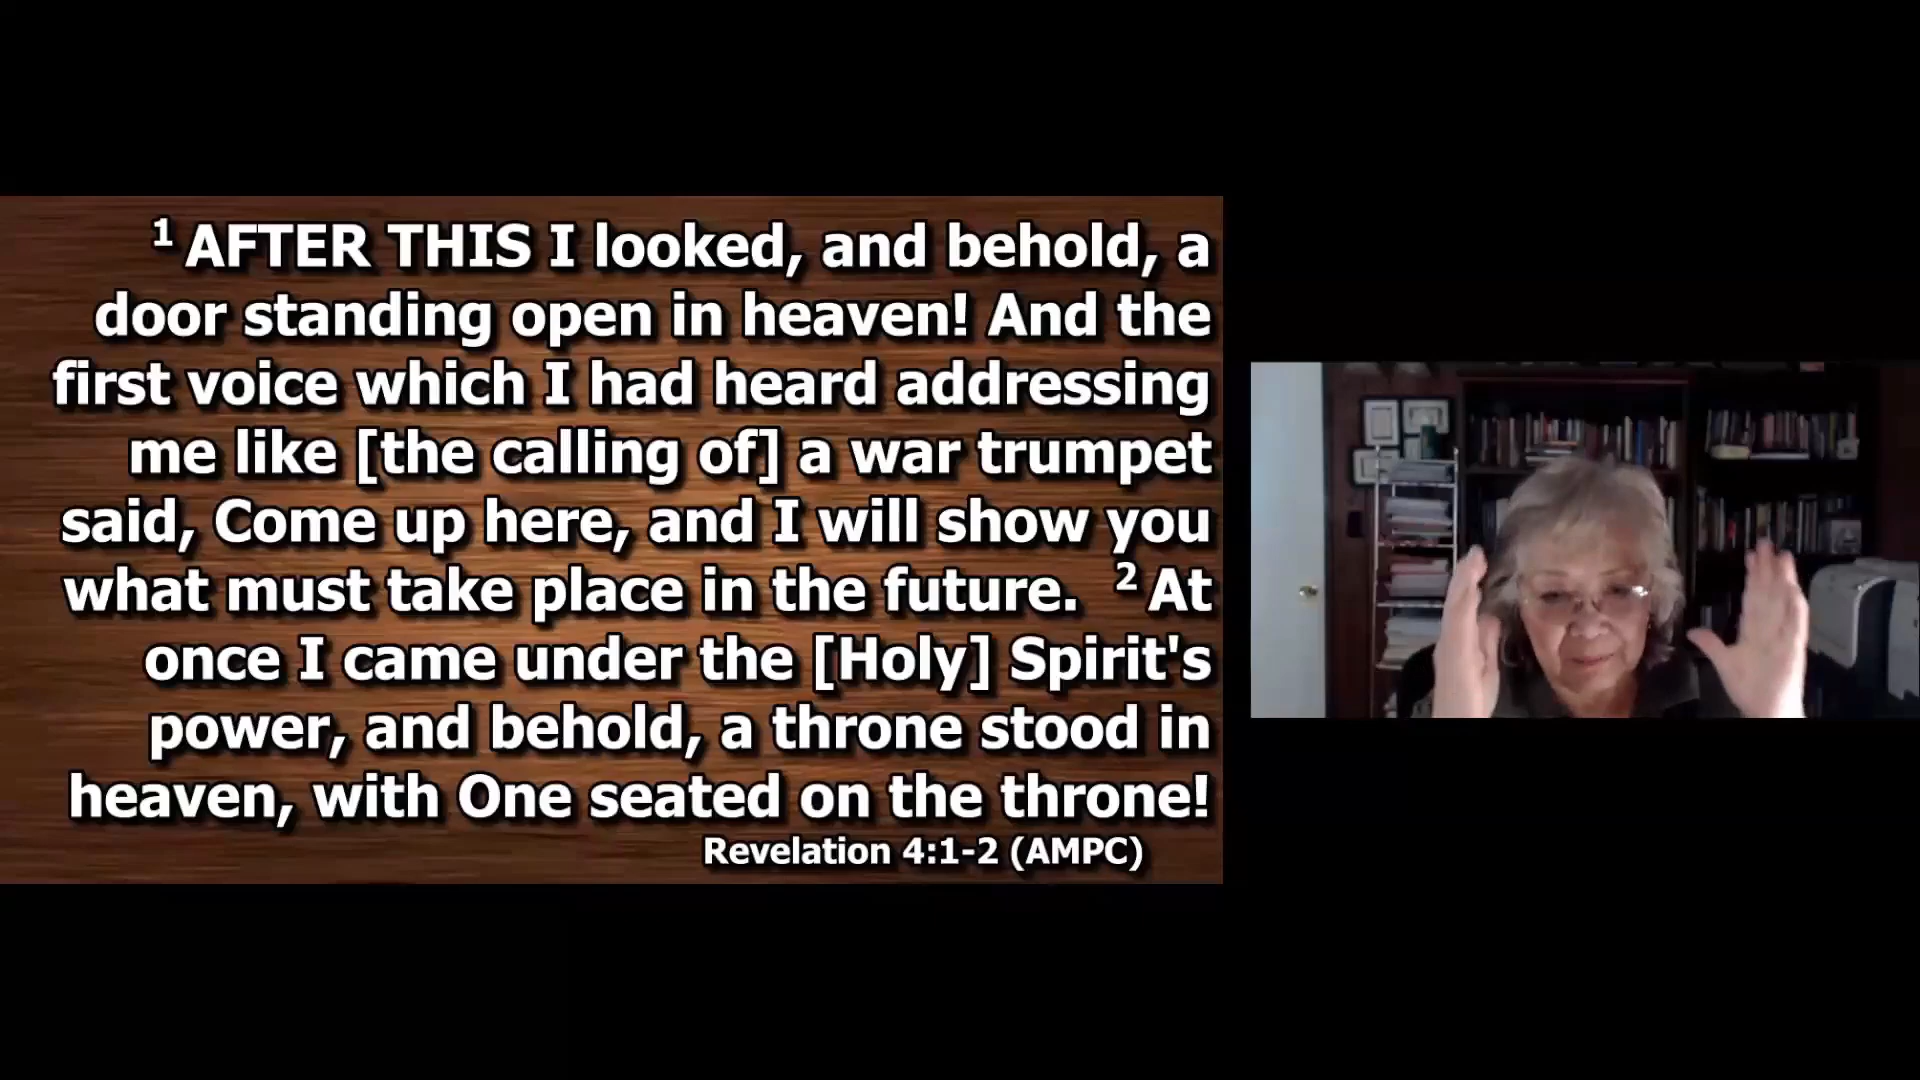 1 AFTER THIS I looked, and behold, a
door standing open in heaven! And the
first voice which I had heard addressing
me like [the calling of] a war trumpet
said, Come up here, and I will show you
what must take place in the future. 2 At
once I came under the [Holy] Spirit's
power, and behold, a throne stood in
heaven, with One seated on the throne!
Revelation 4:1-2 (AMPC)